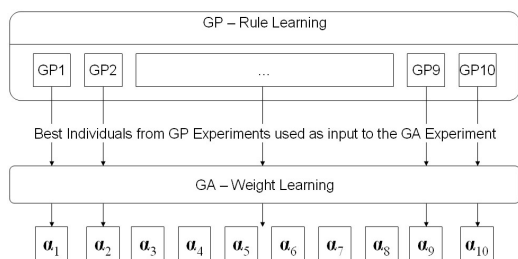 GP – Rule Learning
GP1 GP2 ... GP9 GP10
Best Individuals from GP Experiments used as input to the GA Experiment
GA – Weight Learning
α1 α2 α3 α4 α5 α6 α7 α8 α9 α10